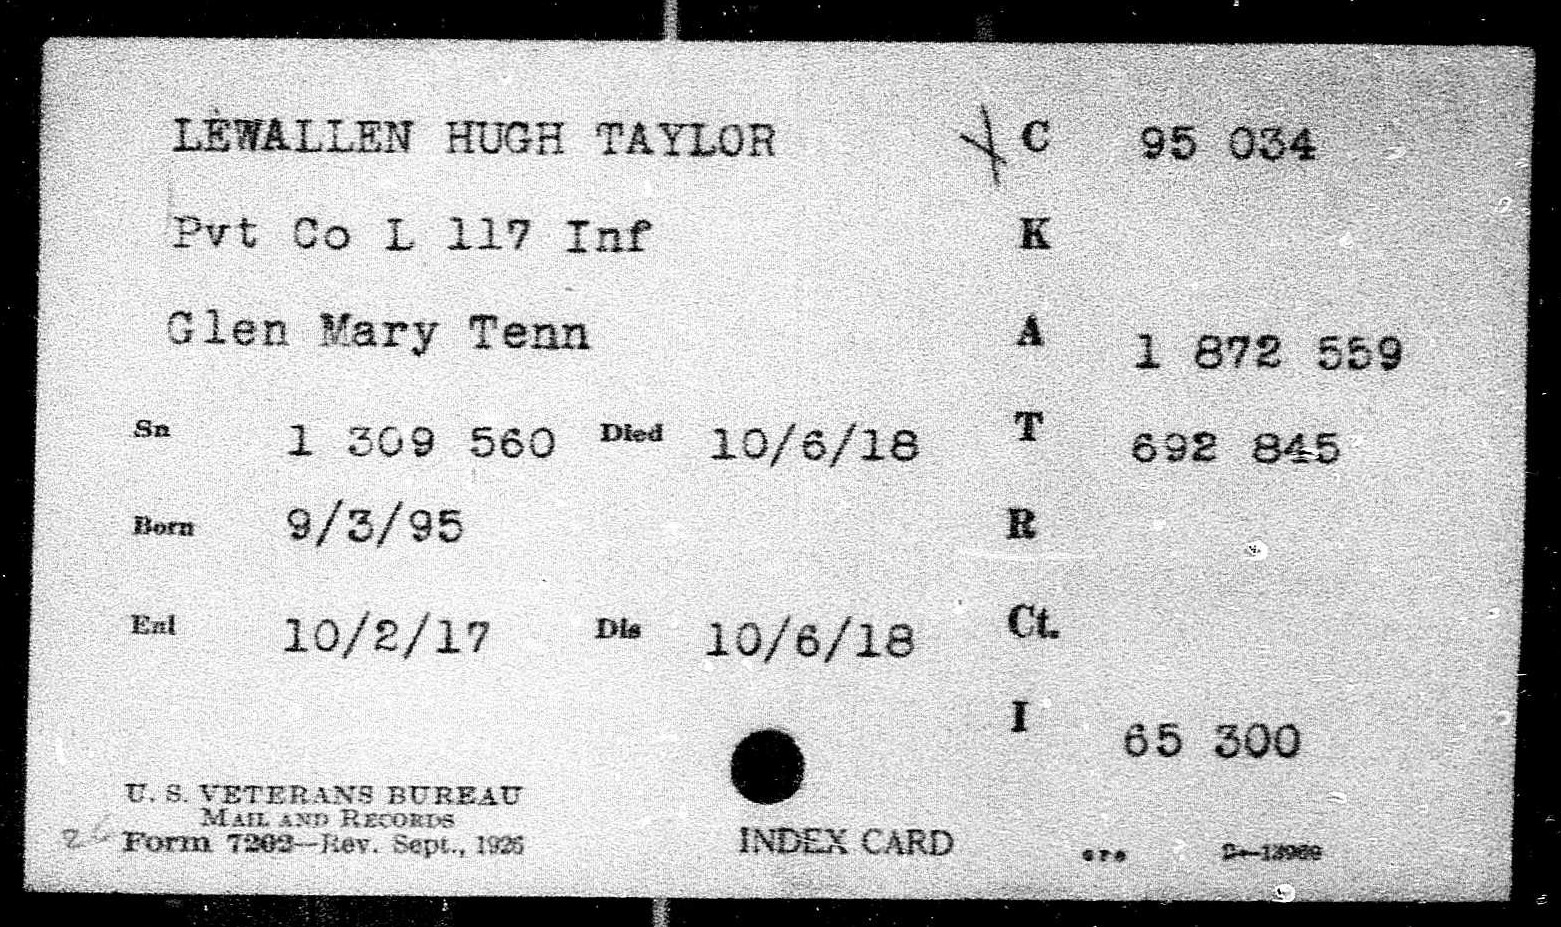 LEWALLEN HUGH TAYLOR C 95 034
Pvt Co L 117 Inf K
Glen Mary Tenn A 1 872 559
Sn 1 309 560 Died 10/6/18 T 692 845
Born 9/3/95 R
Enl 10/2/17 Dis 10/6/18 Ct.
I 65 300
U. S. VETERANS BUREAU
MAIL AND RECORDS
Form 7202—Rev. Sept., 1926 INDEX CARD GPO